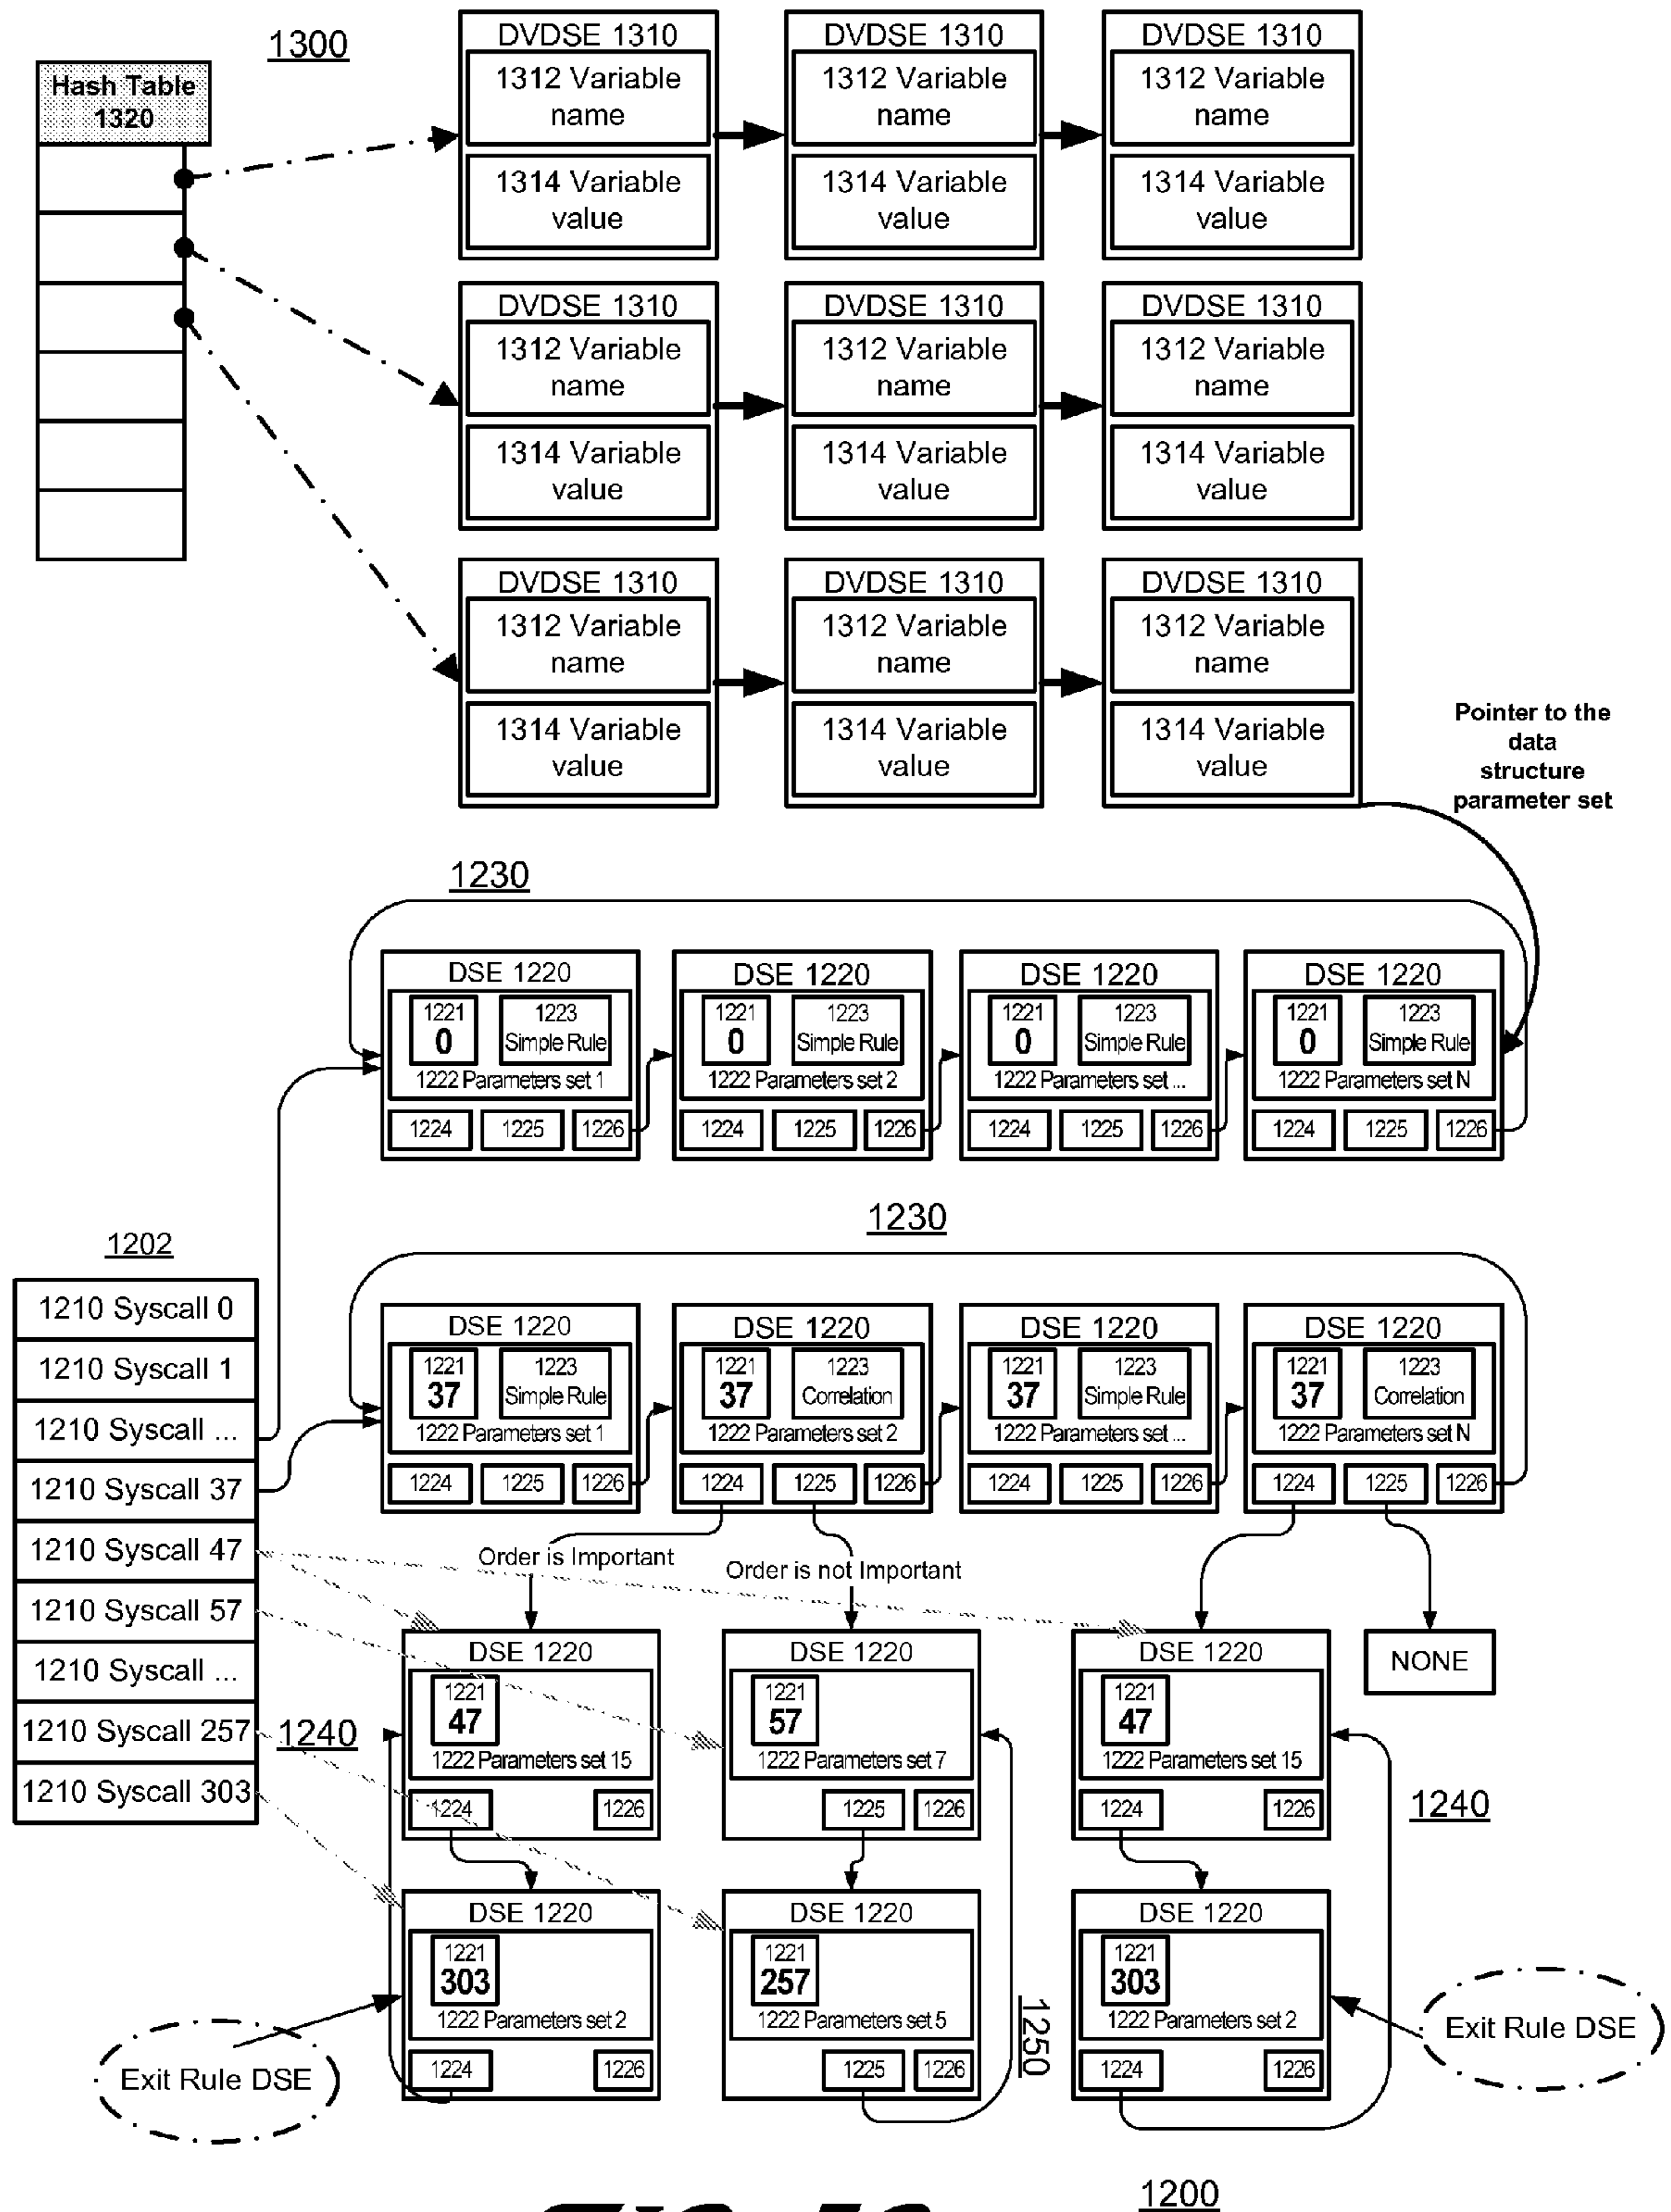 1300
Hash Table
1320
DVDSE 1310
1312 Variable
name
1314 Variable
value
DVDSE 1310
1312 Variable
name
1314 Variable
value
DVDSE 1310
1312 Variable
name
1314 Variable
value
DVDSE 1310
1312 Variable
name
1314 Variable
value
DVDSE 1310
1312 Variable
name
1314 Variable
value
DVDSE 1310
1312 Variable
name
1314 Variable
value
DVDSE 1310
1312 Variable
name
1314 Variable
value
DVDSE 1310
1312 Variable
name
1314 Variable
value
DVDSE 1310
1312 Variable
name
1314 Variable
value
Pointer to the
data
structure
parameter set
1230
DSE 1220
1221
0
1223
Simple Rule
1222 Parameters set 1
1224 1225 1226
DSE 1220
1221
0
1223
Simple Rule
1222 Parameters set 2
1224 1225 1226
DSE 1220
1221
0
1223
Simple Rule
1222 Parameters set ...
1224 1225 1226
DSE 1220
1221
0
1223
Simple Rule
1222 Parameters set N
1224 1225 1226
1230
1202
1210 Syscall 0
1210 Syscall 1
1210 Syscall ...
1210 Syscall 37
1210 Syscall 47
1210 Syscall 57
1210 Syscall ...
1210 Syscall 257
1210 Syscall 303
DSE 1220
1221
37
1223
Simple Rule
1222 Parameters set 1
1224 1225 1226
DSE 1220
1221
37
1223
Correlation
1222 Parameters set 2
1224 1225 1226
DSE 1220
1221
37
1223
Simple Rule
1222 Parameters set ...
1224 1225 1226
DSE 1220
1221
37
1223
Correlation
1222 Parameters set N
1224 1225 1226
Order is Important
Order is not Important
1240
DSE 1220
1221
47
1222 Parameters set 15
1224 1226
DSE 1220
1221
57
1222 Parameters set 7
1225 1226
DSE 1220
1221
47
1222 Parameters set 15
1224 1226
NONE
1240
DSE 1220
1221
303
1222 Parameters set 2
1224 1226
DSE 1220
1221
257
1222 Parameters set 5
1225 1226
1250
DSE 1220
1221
303
1222 Parameters set 2
1224 1226
Exit Rule DSE
Exit Rule DSE
1200